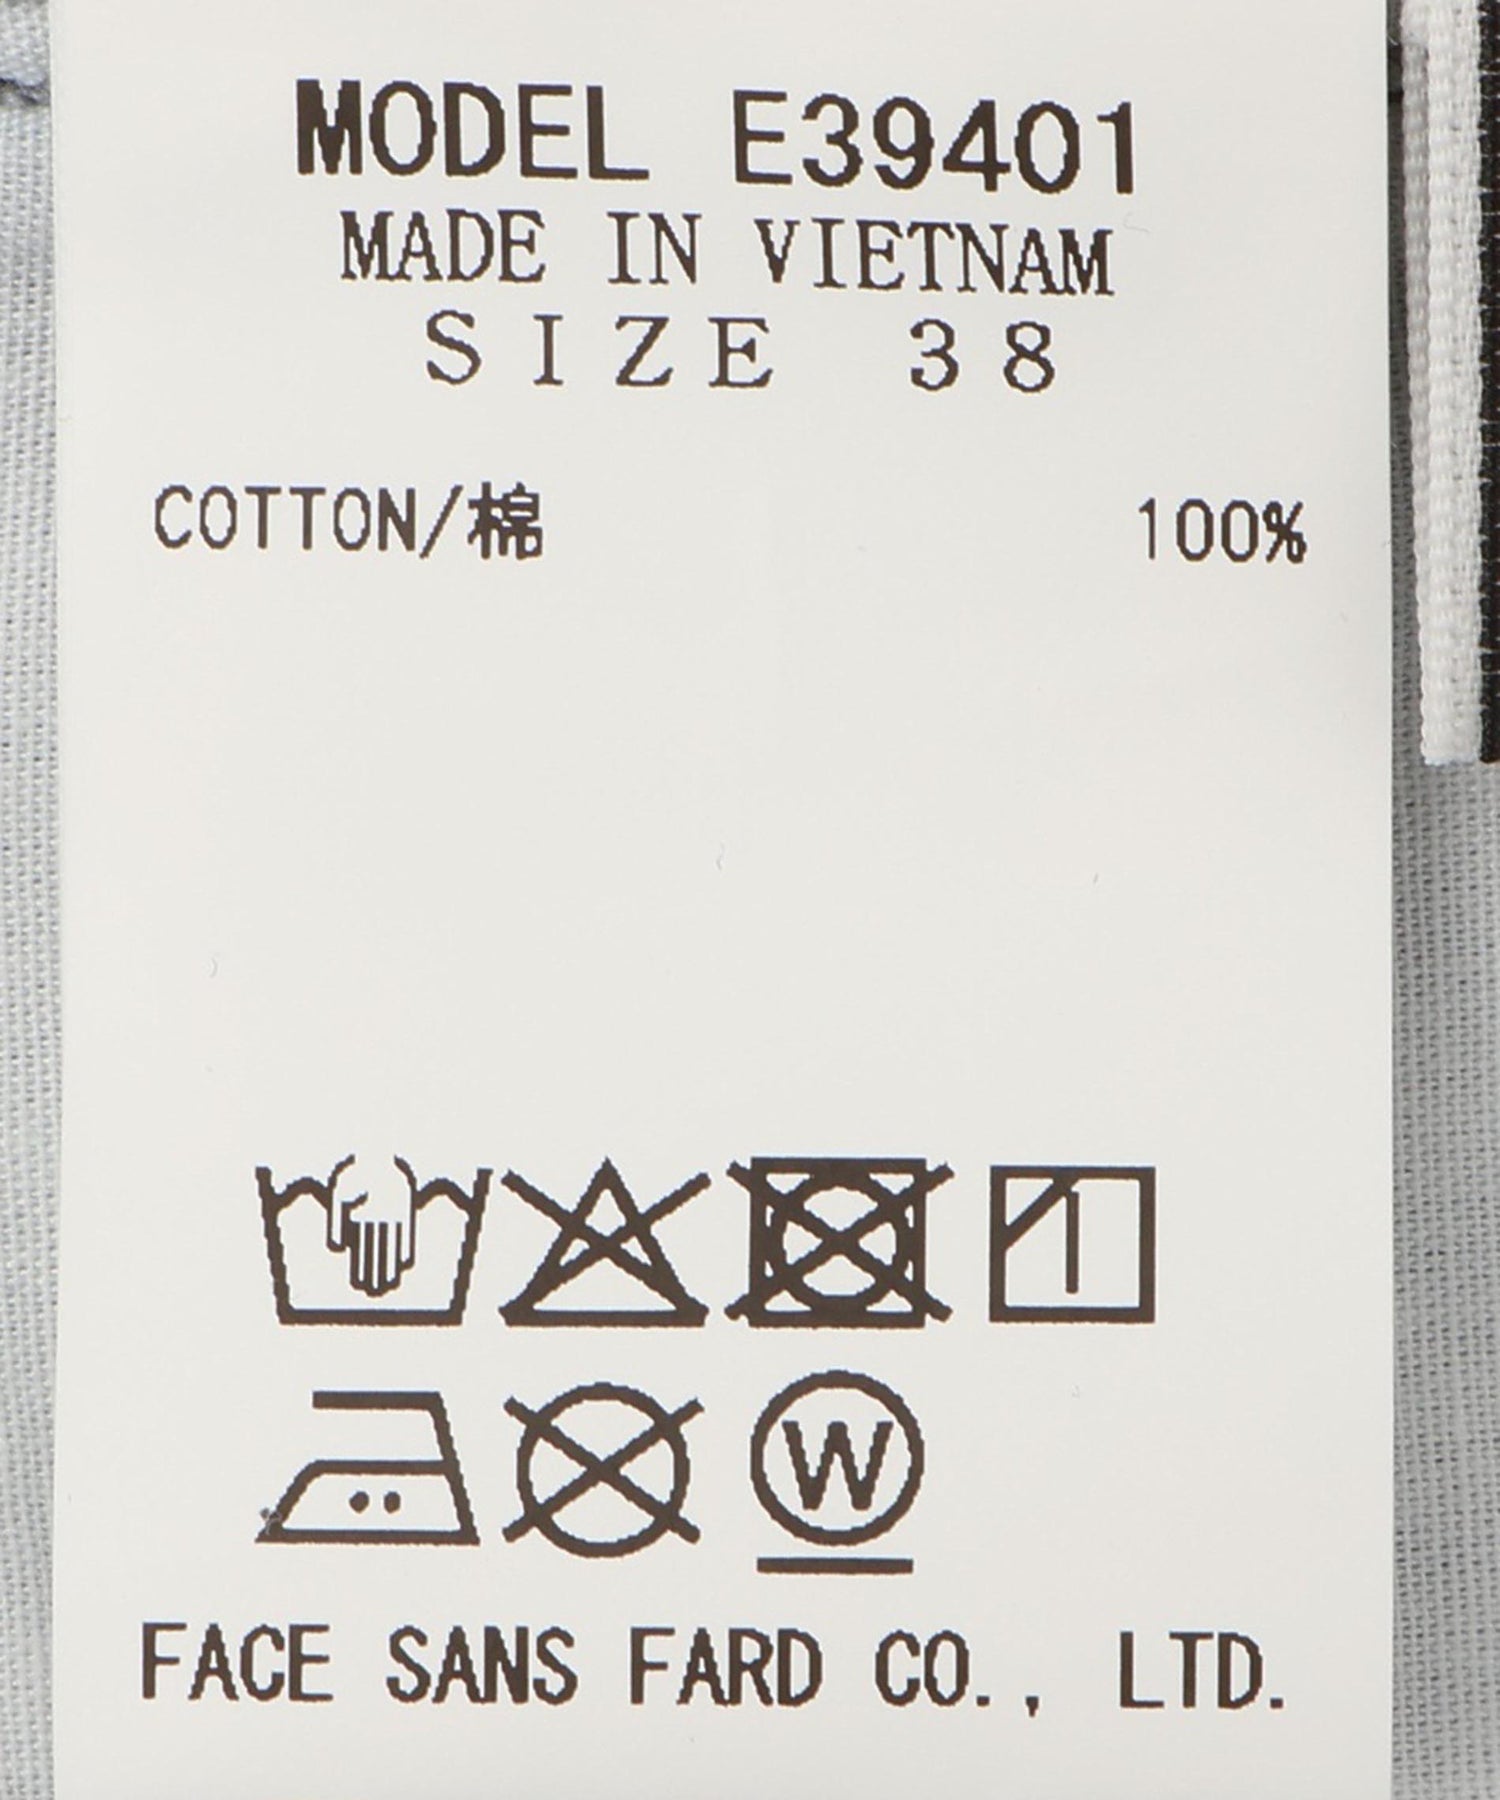 MODEL E39401
MADE IN VIETNAM
SIZE 38
COTTON/棉 100%
W
FACE SANS FARD CO., LTD.